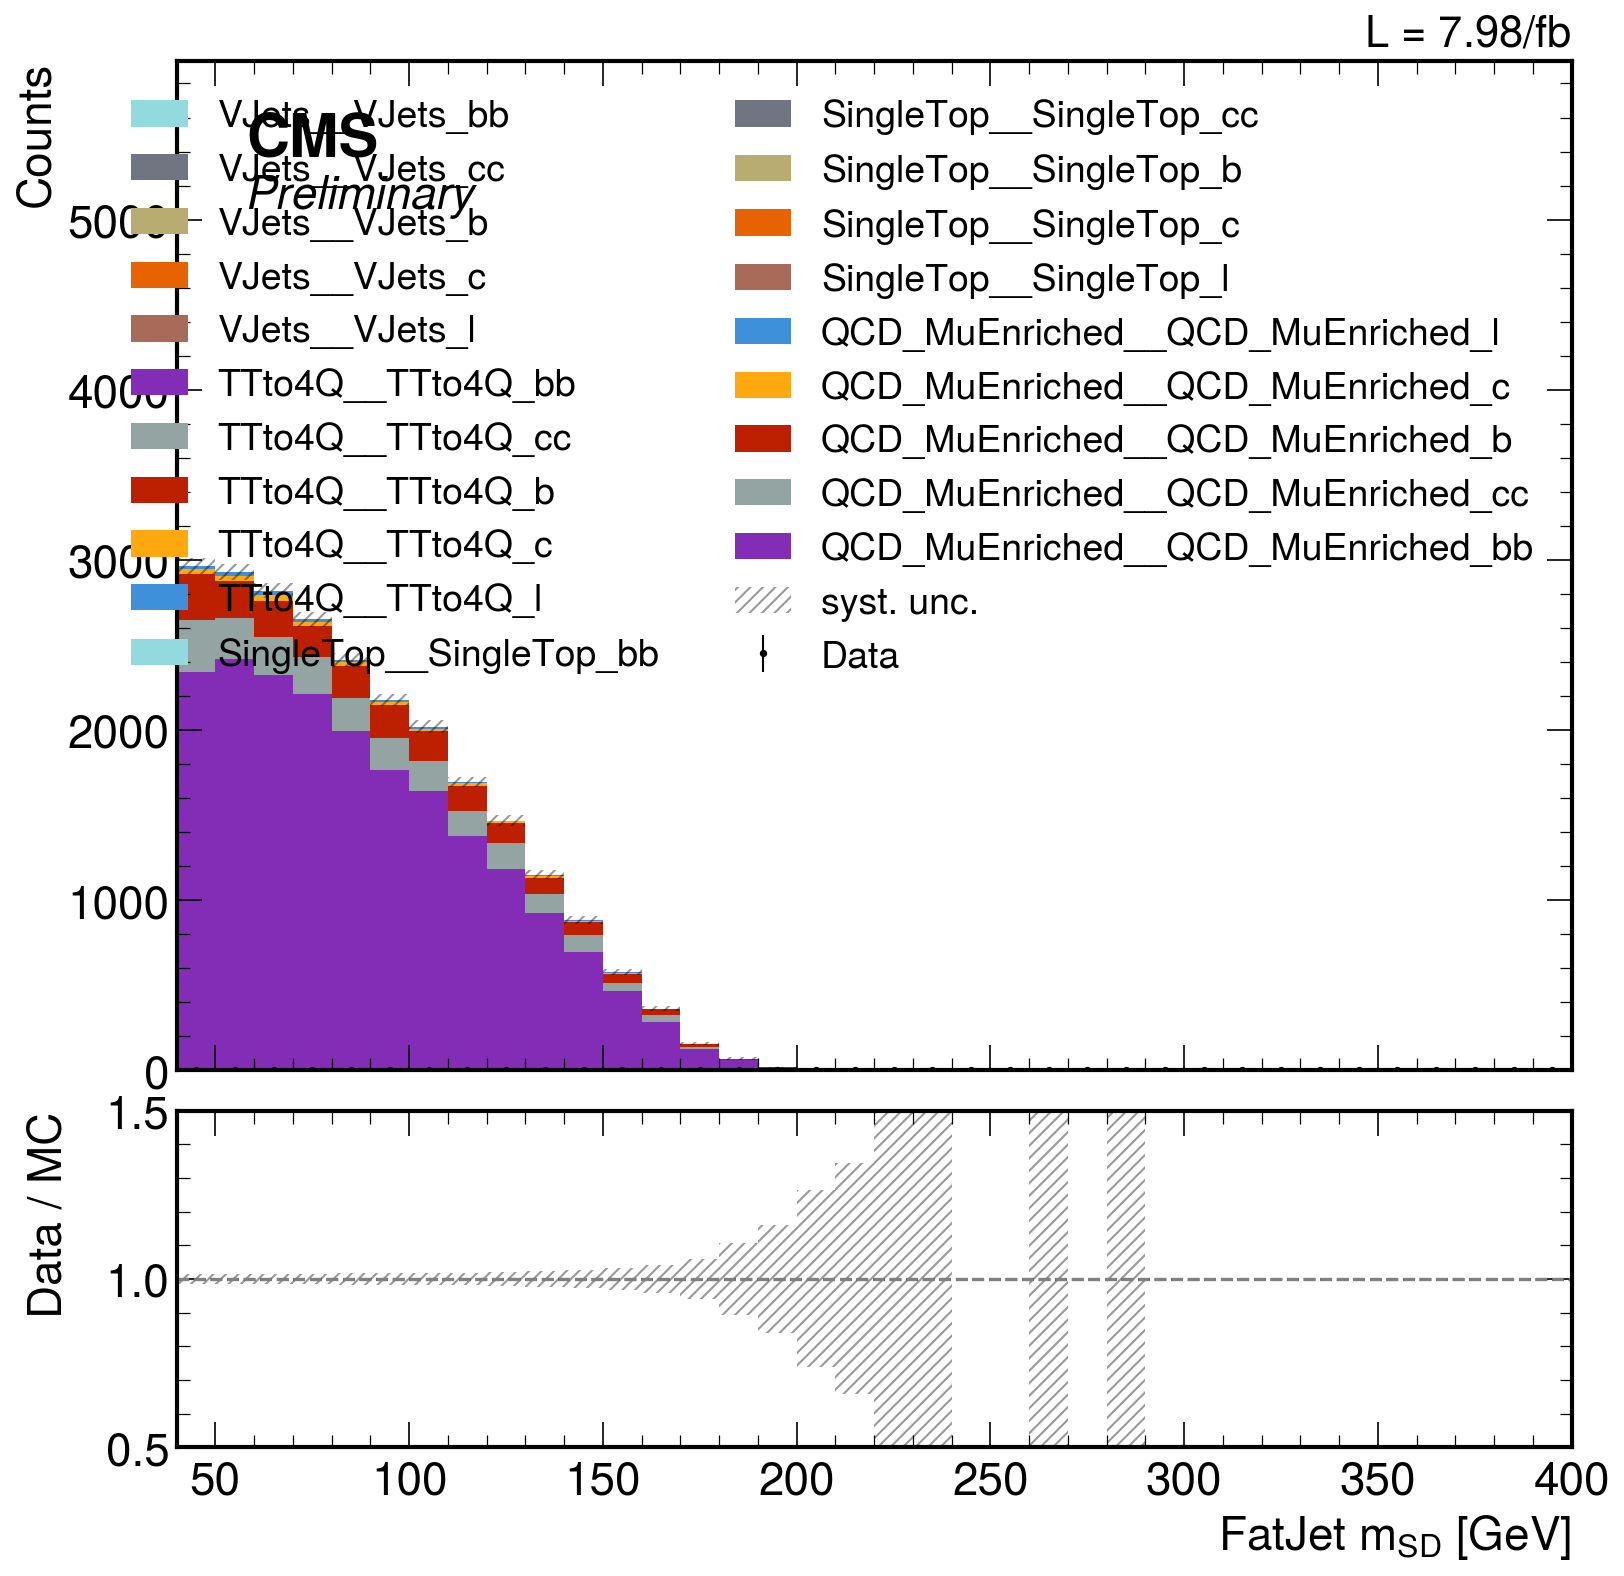 L = 7.98/fb
Counts
CMS
Preliminary
VJets__VJets_bb
VJets__VJets_cc
VJets__VJets_b
VJets__VJets_c
VJets__VJets_l
TTto4Q__TTto4Q_bb
TTto4Q__TTto4Q_cc
TTto4Q__TTto4Q_b
TTto4Q__TTto4Q_c
TTto4Q__TTto4Q_l
SingleTop__SingleTop_bb
SingleTop__SingleTop_cc
SingleTop__SingleTop_b
SingleTop__SingleTop_c
SingleTop__SingleTop_l
QCD_MuEnriched__QCD_MuEnriched_l
QCD_MuEnriched__QCD_MuEnriched_c
QCD_MuEnriched__QCD_MuEnriched_b
QCD_MuEnriched__QCD_MuEnriched_cc
QCD_MuEnriched__QCD_MuEnriched_bb
syst. unc.
Data
5000
4000
3000
2000
1000
0
Data / MC
1.5
1.0
0.5
50 100 150 200 250 300 350 400
FatJet m_SD [GeV]